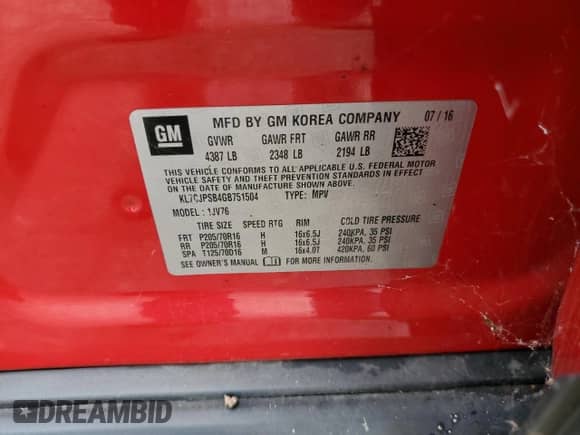 GM
MFD BY GM KOREA COMPANY 07/16
GVWR GAWR FRT GAWR RR
4387 LB 2348 LB 2194 LB
THIS VEHICLE CONFORMS TO ALL APPLICABLE U.S. FEDERAL MOTOR
VEHICLE SAFETY AND THEFT PREVENTION STANDARDS IN EFFECT ON
THE DATE OF MANUFACTURE SHOWN ABOVE.
KL7CJPSB4GB751504 TYPE: MPV
MODEL: 1JV76
TIRE SIZE SPEED RTG RIM COLD TIRE PRESSURE
FRT P205/70R16 H 16x6.5J 240KPA, 35 PSI
RR P205/70R16 H 16x6.5J 240KPA, 35 PSI
SPA T125/70D16 M 16x4.0T 420KPA, 60 PSI
SEE OWNER'S MANUAL FOR MORE INFORMATION.
DREAMBID